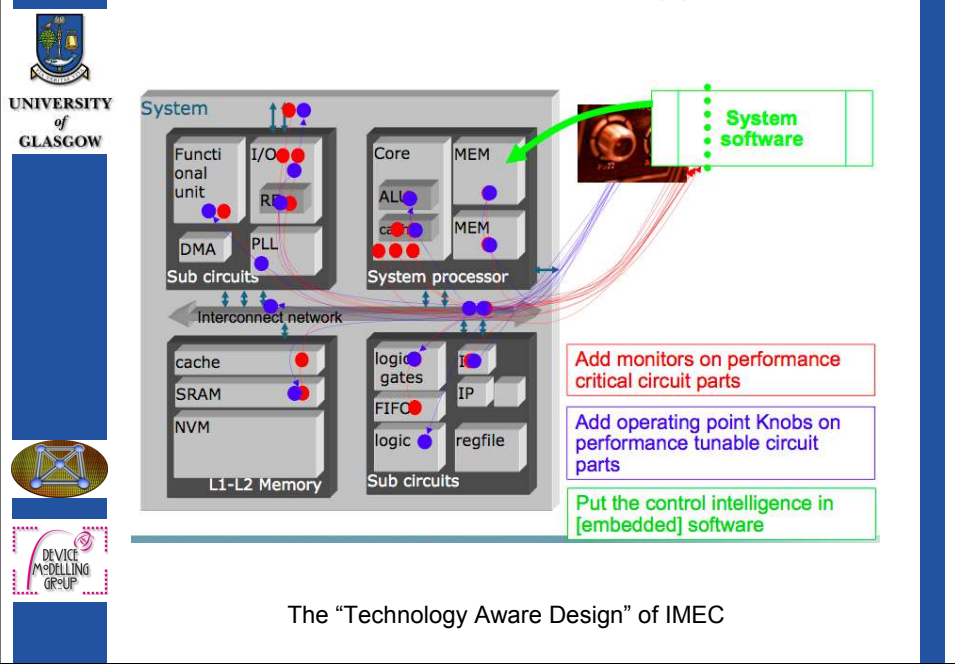 UNIVERSITY
of
GLASGOW
System
Functi
onal
unit
I/O
DMA
PLL
Sub circuits
Core
MEM
ALU
MEM
System processor
System
software
Interconnect network
cache
SRAM
NVM
L1-L2 Memory
logic
gates
FIFO
logic
IP
regfile
Sub circuits
Add monitors on performance
critical circuit parts
Add operating point Knobs on
performance tunable circuit
parts
Put the control intelligence in
[embedded] software
DEVICE
MODELLING
GROUP
The “Technology Aware Design” of IMEC